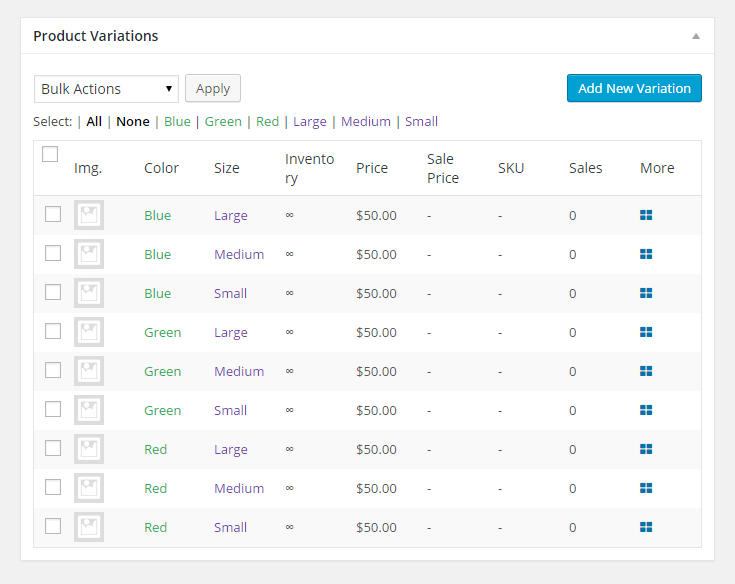 Product Variations
Bulk Actions Apply Add New Variation
Select: | All | None | Blue | Green | Red | Large | Medium | Small
Img. Color Size Inventory Price Sale Price SKU Sales More
Blue Large ∞ $50.00 - - 0
Blue Medium ∞ $50.00 - - 0
Blue Small ∞ $50.00 - - 0
Green Large ∞ $50.00 - - 0
Green Medium ∞ $50.00 - - 0
Green Small ∞ $50.00 - - 0
Red Large ∞ $50.00 - - 0
Red Medium ∞ $50.00 - - 0
Red Small ∞ $50.00 - - 0